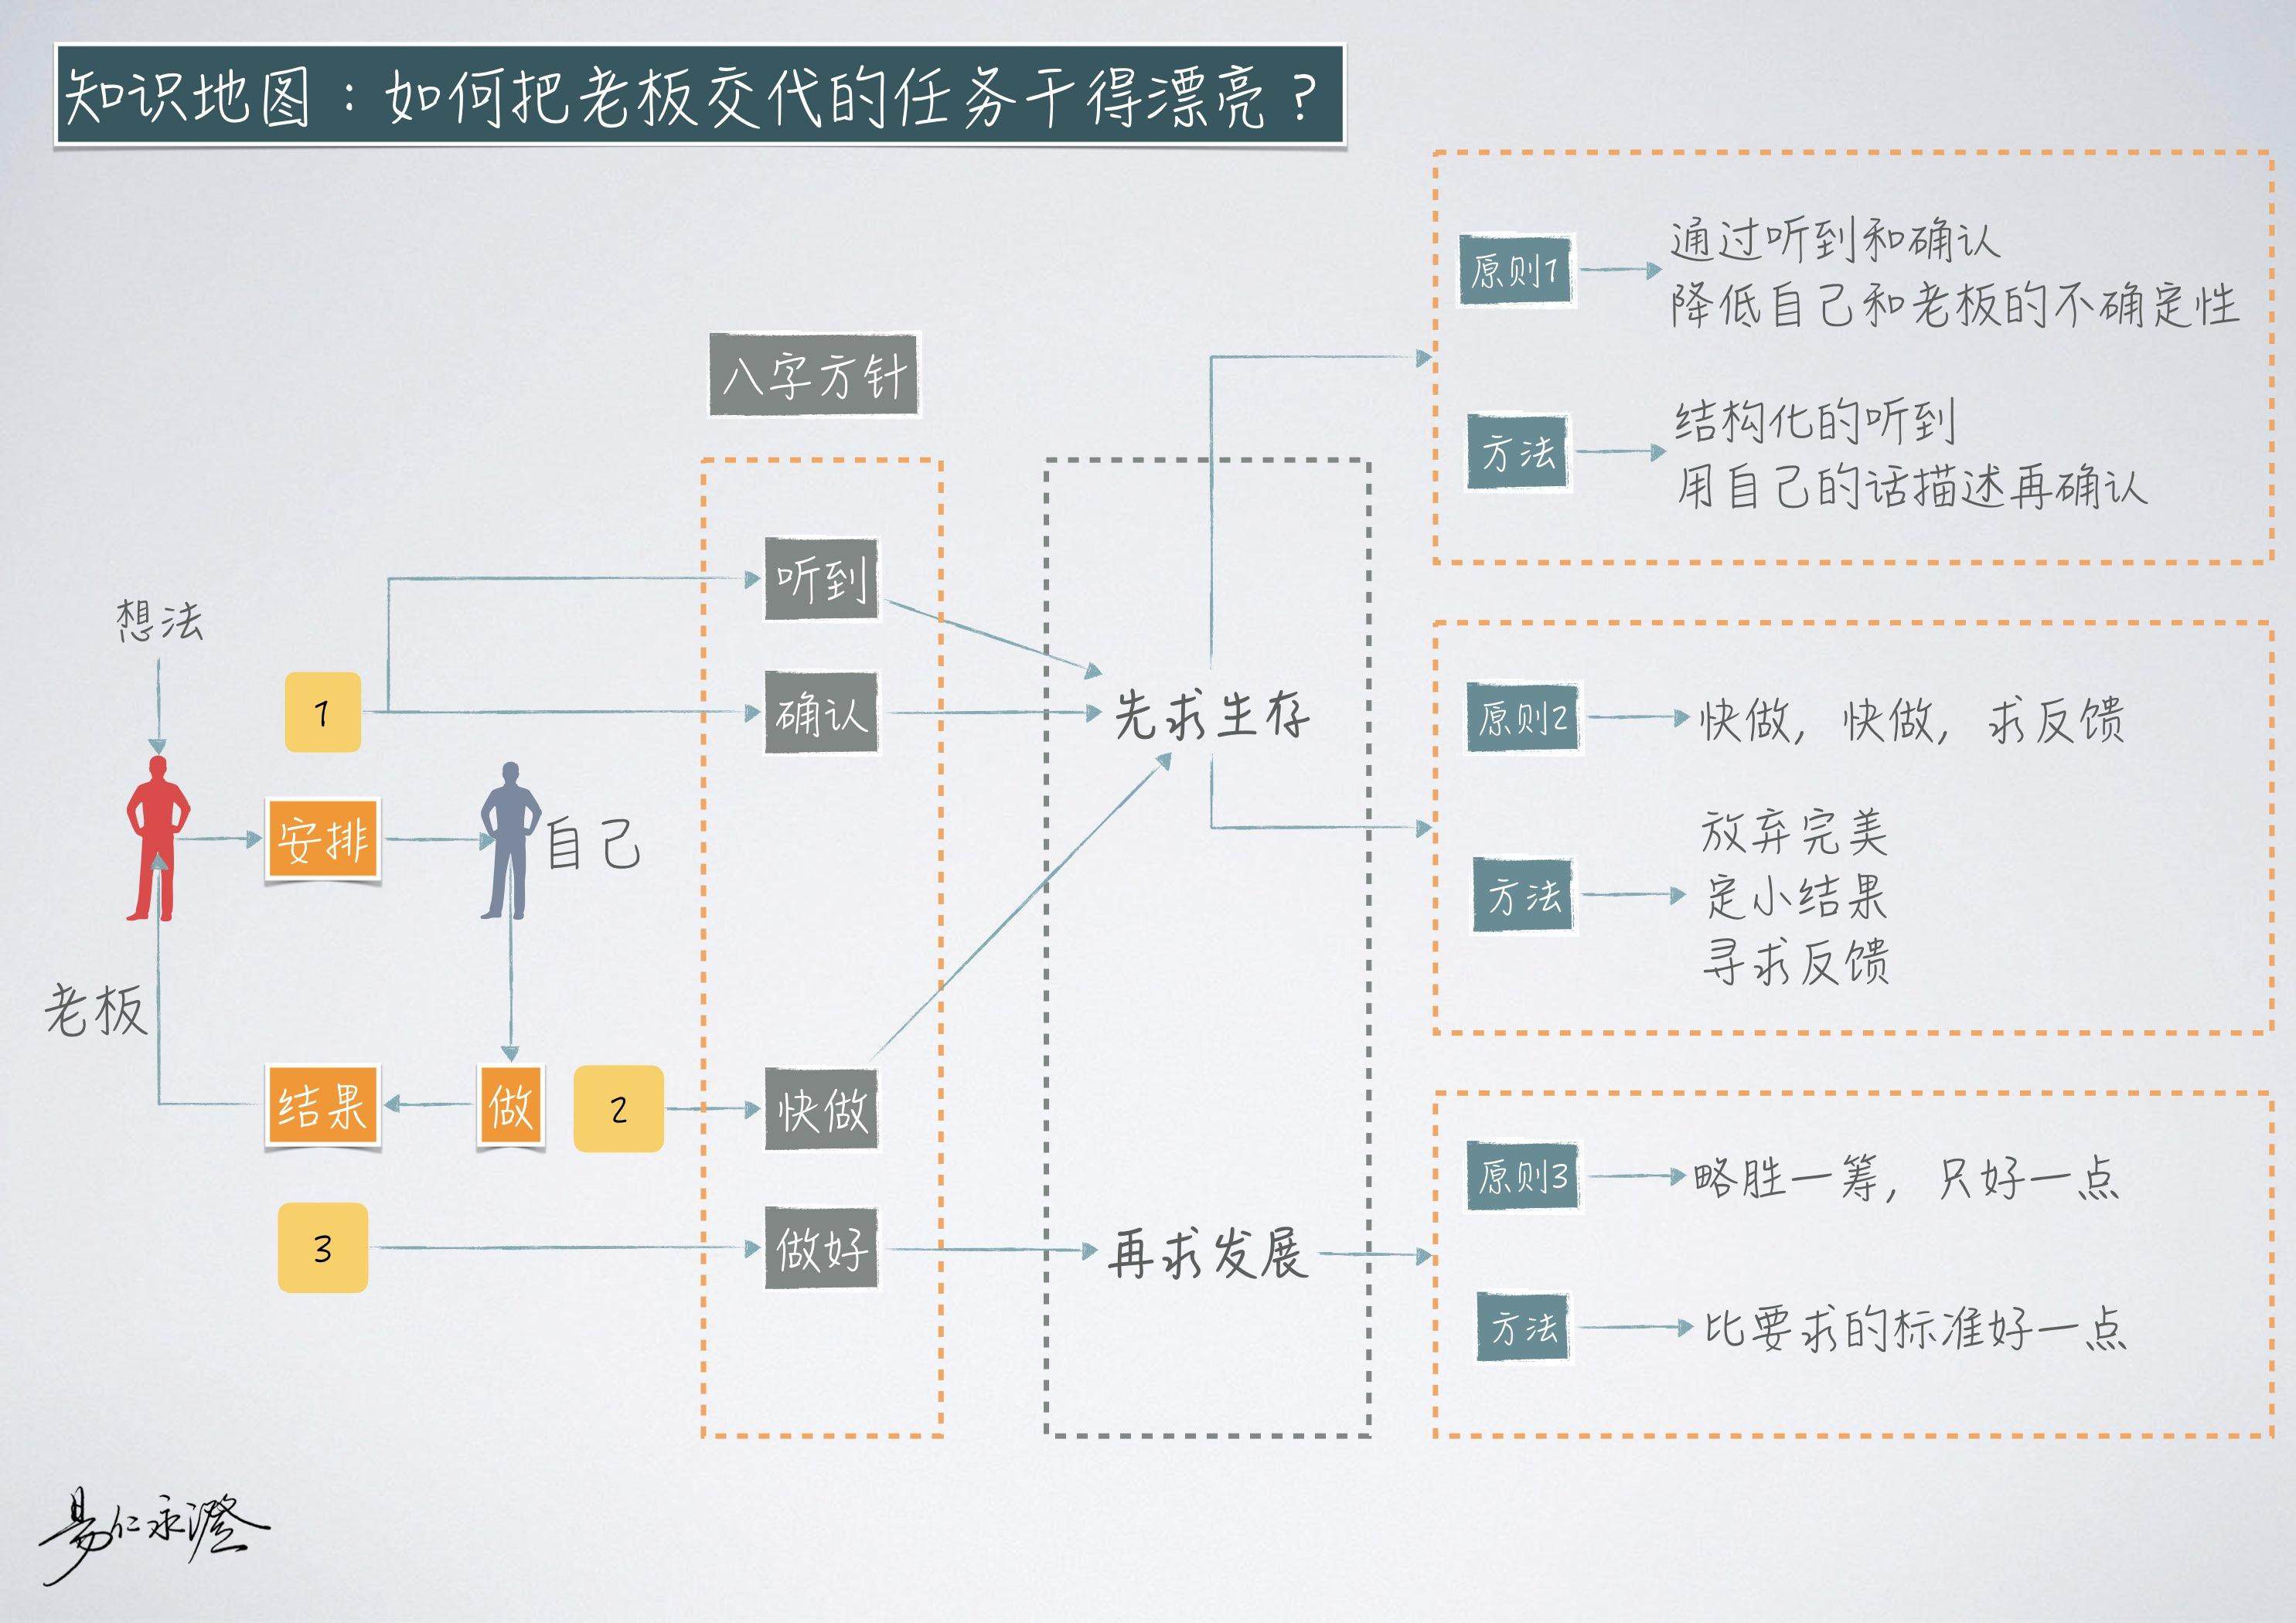 知识地图：如何把老板交代的任务干得漂亮？
想法
老板
安排
自己
做
结果
1
2
3
八字方针
听到
确认
快做
做好
先求生存
再求发展
原则1
通过听到和确认
降低自己和老板的不确定性
方法
结构化的听到
用自己的话描述再确认
原则2
快做，快做，求反馈
方法
放弃完美
定小结果
寻求反馈
原则3
略胜一筹，只好一点
方法
比要求的标准好一点
易仁永澄